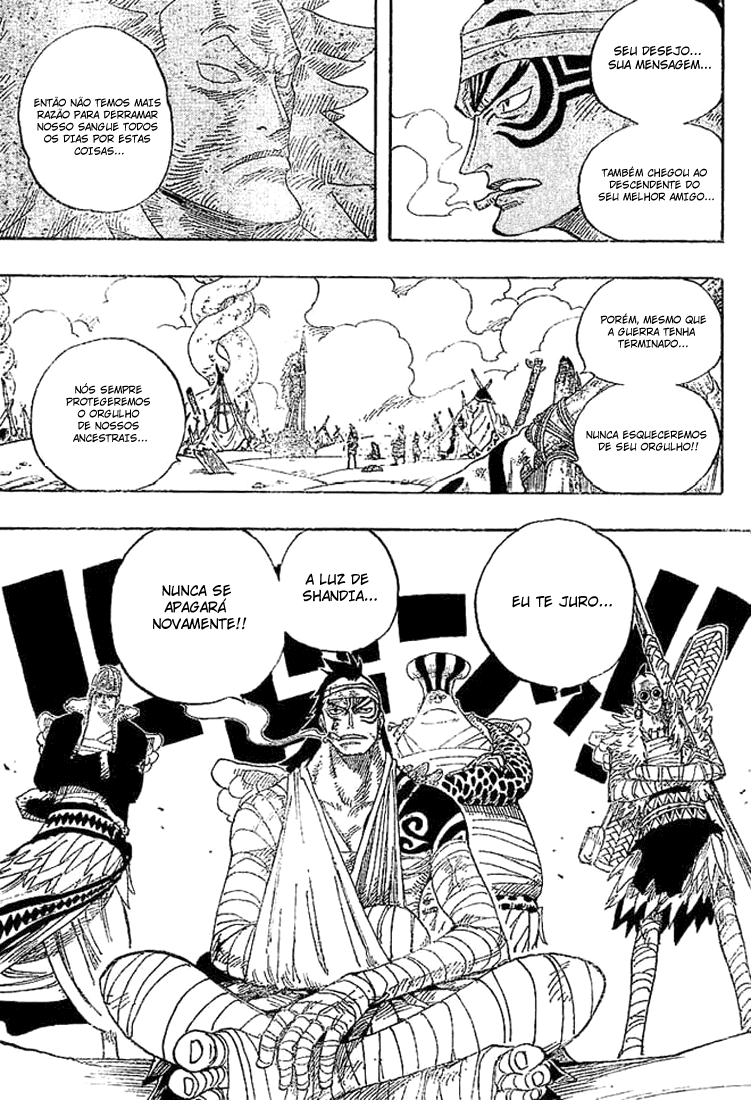 SEU DESEJO...
SUA MENSAGEM...
TAMBÉM CHEGOU AO
DESCENDENTE DO
SEU MELHOR AMIGO...
ENTÃO NÃO TEMOS MAIS
RAZÃO PARA DERRAMAR
NOSSO SANGUE TODOS
OS DIAS POR ESTAS
COISAS...
PORÉM, MESMO QUE
A GUERRA TENHA
TERMINADO...
NUNCA ESQUECEREMOS
DE SEU ORGULHO!!
NÓS SEMPRE
PROTEGEREMOS
O ORGULHO
DE NOSSOS
ANCESTRAIS...
EU TE JURO...
A LUZ DE
SHANDIA...
NUNCA SE
APAGARÁ
NOVAMENTE!!